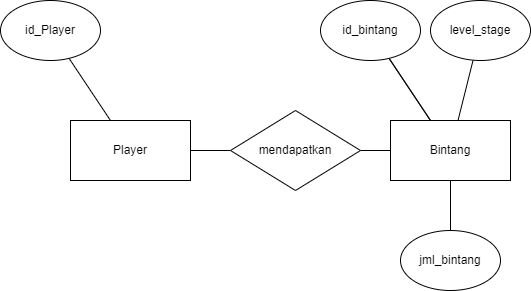 id_Player
id_bintang
level_stage
Player
mendapatkan
Bintang
jml_bintang